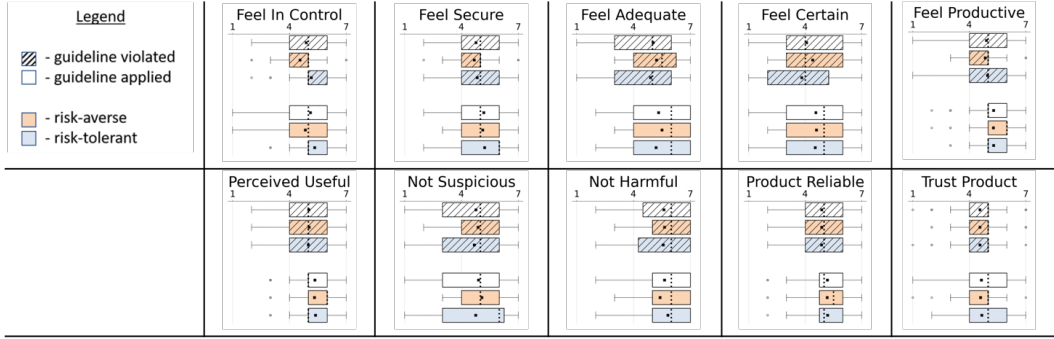 Legend
- guideline violated
- guideline applied
- risk-averse
- risk-tolerant
Feel In Control
1 4 7
Feel Secure
1 4 7
Feel Adequate
1 4 7
Feel Certain
1 4 7
Feel Productive
1 4 7
Perceived Useful
1 4 7
Not Suspicious
1 4 7
Not Harmful
1 4 7
Product Reliable
1 4 7
Trust Product
1 4 7